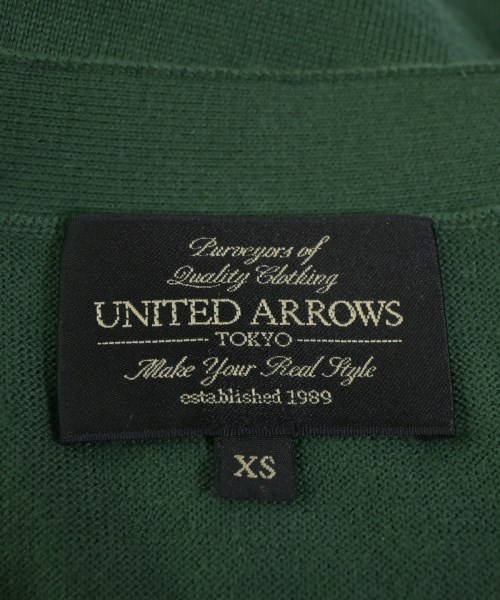 Purveyors of
Quality Clothing
UNITED ARROWS
TOKYO
Make Your Real Style
established 1989
XS